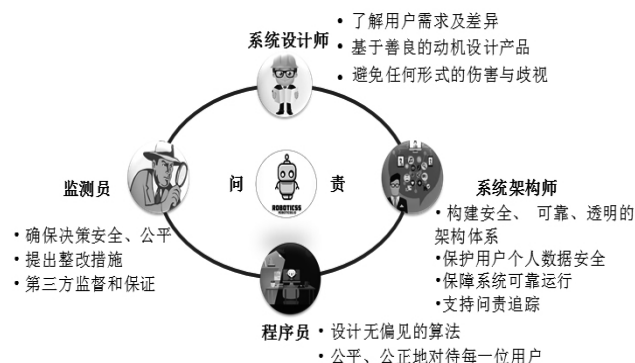 系统设计师
• 了解用户需求及差异
• 基于善良的动机设计产品
• 避免任何形式的伤害与歧视
监测员
问 责
ROBOTICSS
系统架构师
• 构建安全、 可靠、透明的
架构体系
•保护用户个人数据安全
•保障系统可靠运行
•支持问责追踪
• 确保决策安全、公平
• 提出整改措施
• 第三方监督和保证
程序员
• 设计无偏见的算法
• 公平、公正地对待每一位用户